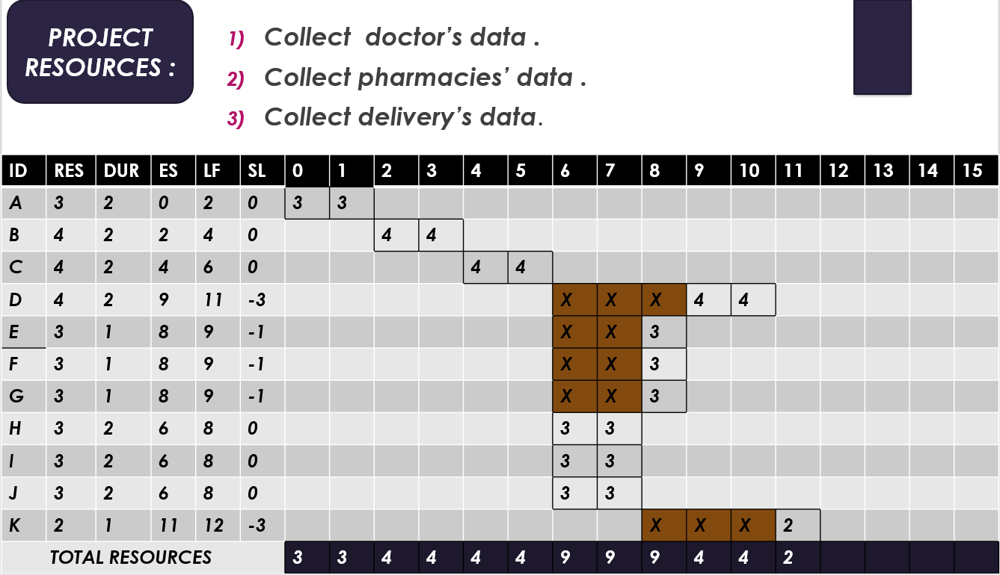 PROJECT
RESOURCES :
1) Collect doctor’s data .
2) Collect pharmacies’ data .
3) Collect delivery’s data.
ID RES DUR ES LF SL 0 1 2 3 4 5 6 7 8 9 10 11 12 13 14 15
A 3 2 0 2 0 3 3
B 4 2 2 4 0 4 4
C 4 2 4 6 0 4 4
D 4 2 9 11 -3 X X X 4 4
E 3 1 8 9 -1 X X 3
F 3 1 8 9 -1 X X 3
G 3 1 8 9 -1 X X 3
H 3 2 6 8 0 3 3
I 3 2 6 8 0 3 3
J 3 2 6 8 0 3 3
K 2 1 11 12 -3 X X X 2
TOTAL RESOURCES 3 3 4 4 4 4 9 9 9 4 4 2